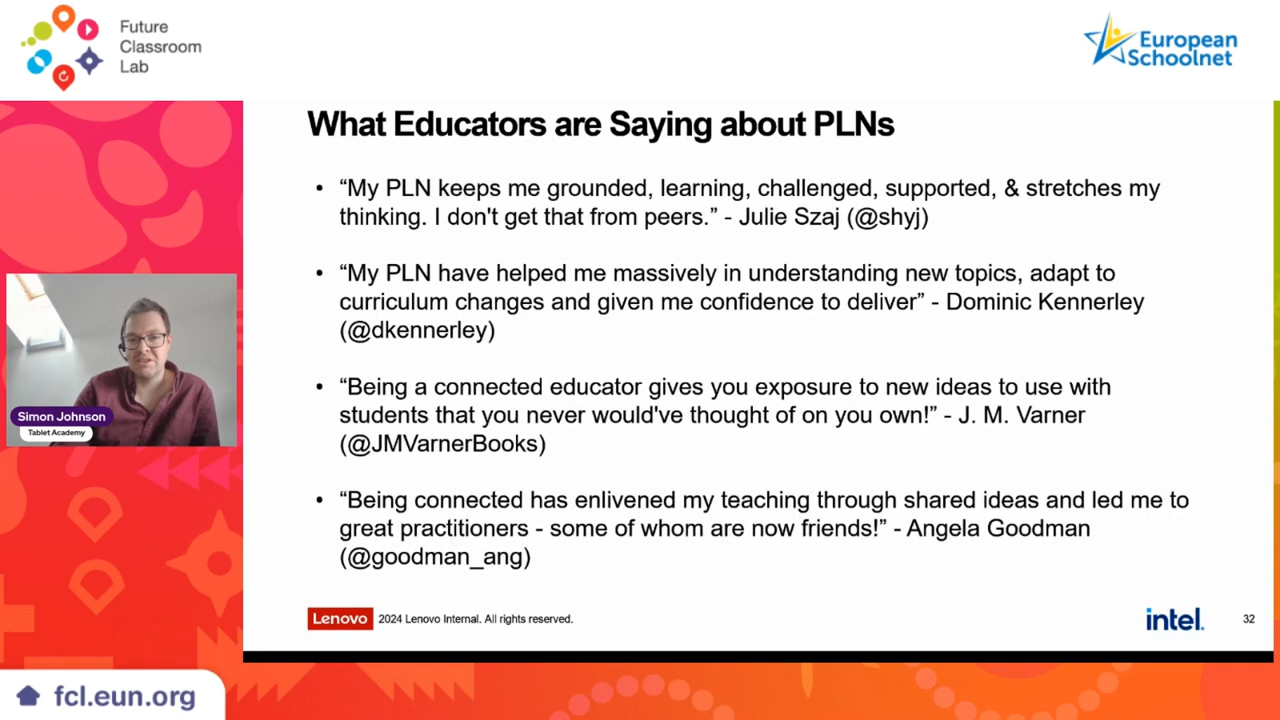 Future
Classroom
Lab
European
Schoolnet
What Educators are Saying about PLNs
• “My PLN keeps me grounded, learning, challenged, supported, & stretches my
thinking. I don't get that from peers.” - Julie Szaj (@shyj)
• “My PLN have helped me massively in understanding new topics, adapt to
curriculum changes and given me confidence to deliver” - Dominic Kennerley
(@dkennerley)
• “Being a connected educator gives you exposure to new ideas to use with
students that you never would've thought of on you own!” - J. M. Varner
(@JMVarnerBooks)
• “Being connected has enlivened my teaching through shared ideas and led me to
great practitioners - some of whom are now friends!” - Angela Goodman
(@goodman_ang)
Simon Johnson
Tablet Academy
Lenovo 2024 Lenovo Internal. All rights reserved.
intel.
32
fcl.eun.org